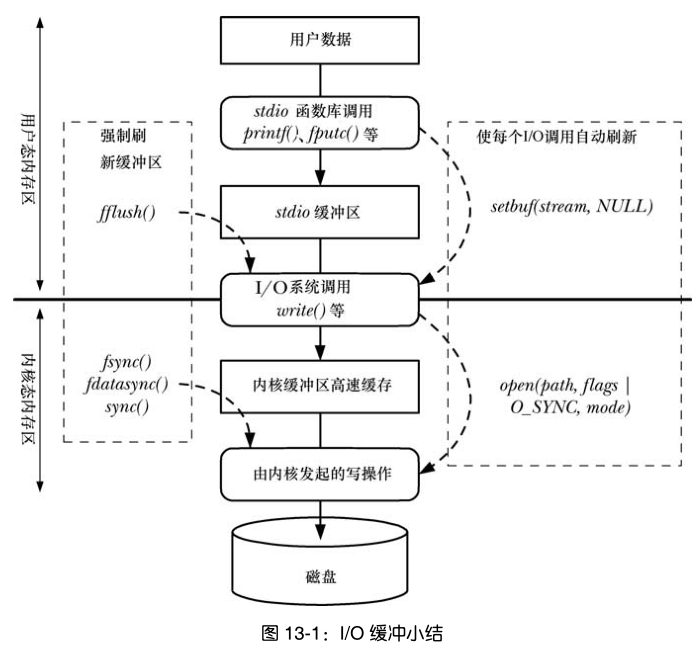 用户数据
stdio 函数库调用
printf()、fputc() 等
用户态内存区
强制刷
新缓冲区
使每个I/O调用自动刷新
fflush()
stdio 缓冲区
setbuf(stream, NULL)
I/O系统调用
write() 等
内核态内存区
fsync()
fdatasync()
sync()
内核缓冲区高速缓存
open(path, flags |
O_SYNC, mode)
由内核发起的写操作
磁盘
图 13-1：I/O 缓冲小结